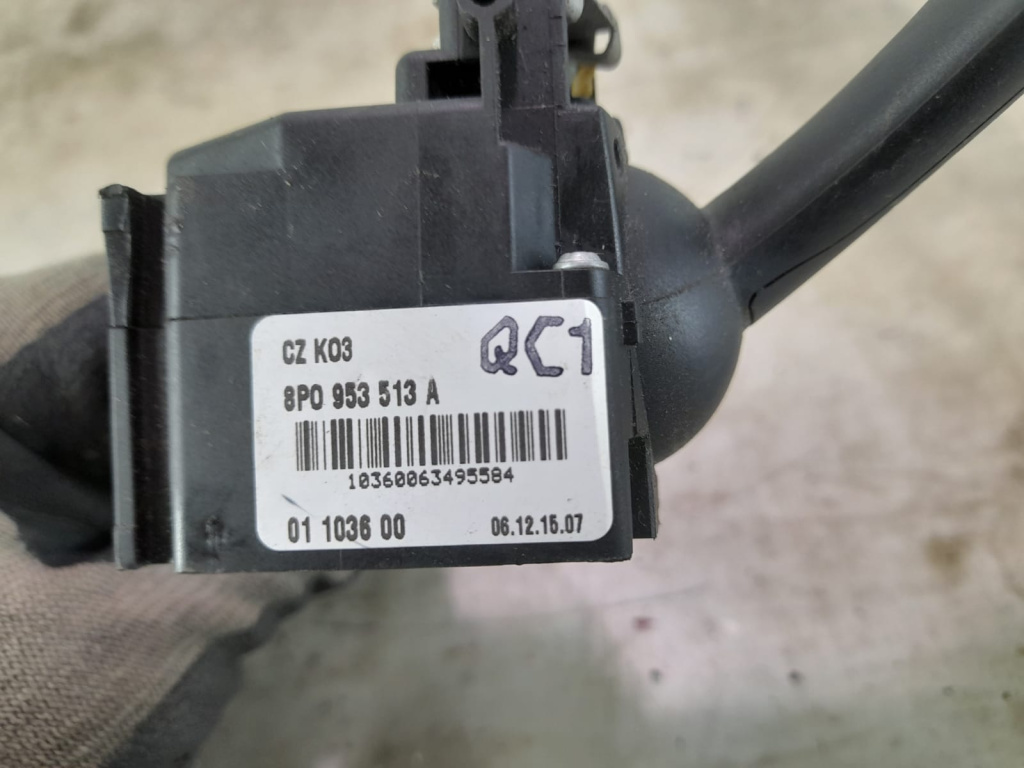 CZ K03
QC1
8P0 953 513 A
10360063495584
01 1036 00
06.12.15.07